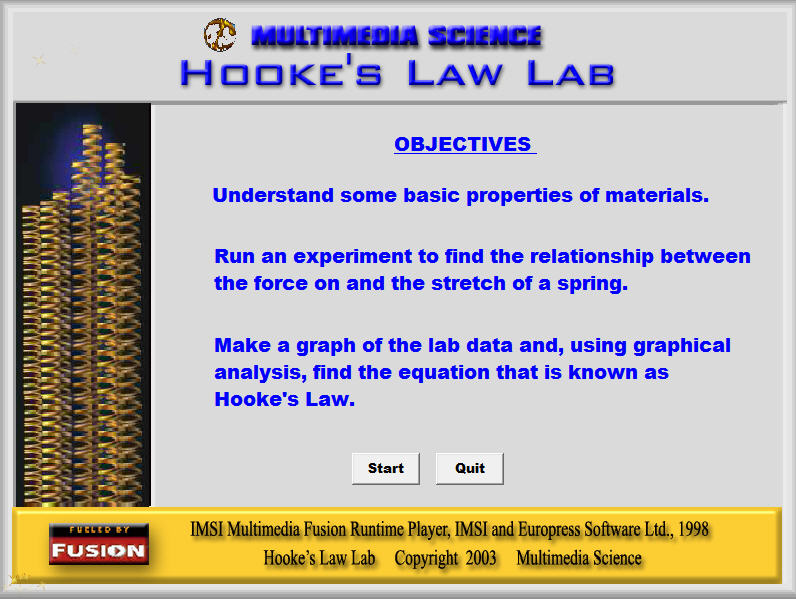 MULTIMEDIA SCIENCE
HOOKE'S LAW LAB
OBJECTIVES
Understand some basic properties of materials.
Run an experiment to find the relationship between
the force on and the stretch of a spring.
Make a graph of the lab data and, using graphical
analysis, find the equation that is known as
Hooke's Law.
Start Quit
FUELED BY
FUSION
IMSI Multimedia Fusion Runtime Player, IMSI and Europress Software Ltd., 1998
Hooke's Law Lab Copyright 2003 Multimedia Science